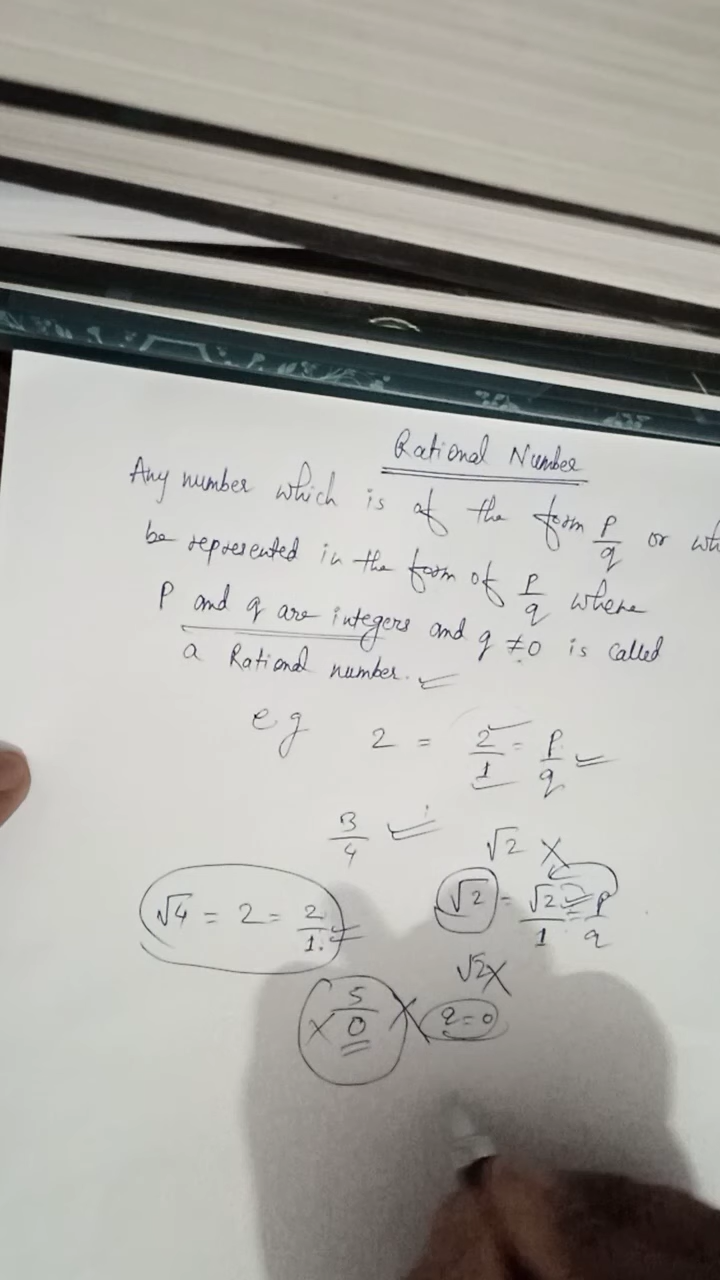 Rational Number
Any number which is of the form p/q or
be represented in the form of p/q where
p and q are integers and q ≠ 0 is called
a Rational number. ✓
eg 2 = 2/1 = p/q ✓
3/4 ✓
√2 ×
√4 = 2 = 2/1. ✓
√2 = √2/1 = p/q
√2 ×
× 5/0 × q=0